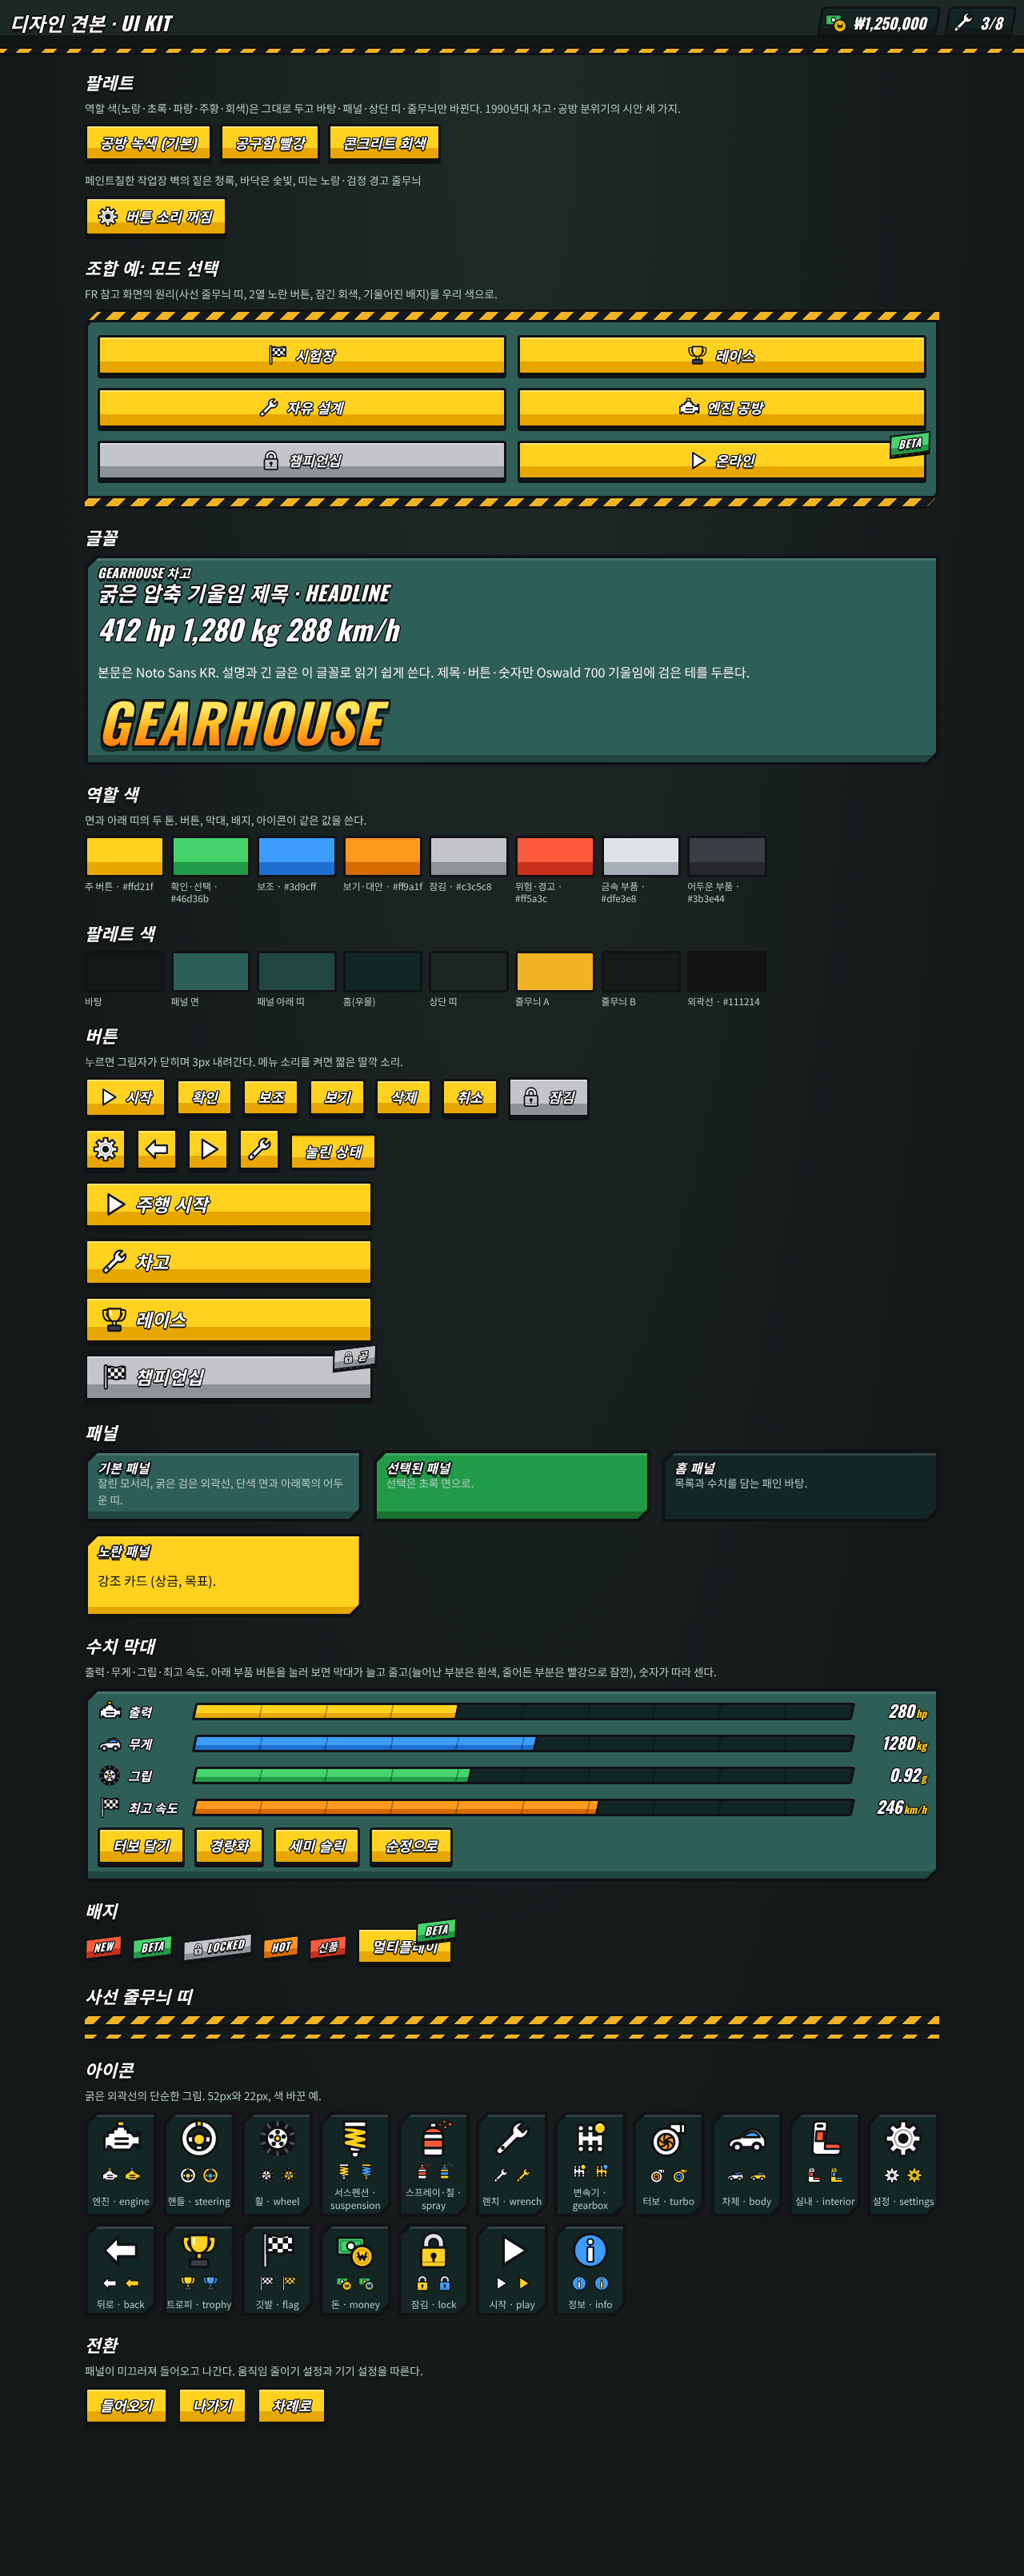 디자인 견본 · UI KIT
₩1,250,000
3/8
팔레트
역할 색(노랑·초록·파랑·주황·회색)은 그대로 두고 바탕·패널·상단 띠·줄무늬만 바뀐다. 1990년대 차고·공방 분위기의 시안 세 가지.
공방 녹색 (기본)
공구함 빨강
콘크리트 회색
페인트칠한 작업장 벽의 짙은 청록, 바닥은 숯빛, 띠는 노랑·검정 경고 줄무늬
버튼 소리 꺼짐
조합 예: 모드 선택
FR 참고 화면의 원리(사선 줄무늬 띠, 2열 노란 버튼, 잠긴 회색, 기울어진 배지)를 우리 색으로.
시험장
레이스
자유 설계
엔진 공방
챔피언십
온라인
BETA
글꼴
GEARHOUSE 차고
굵은 압축 기울임 제목 · HEADLINE
412 hp 1,280 kg 288 km/h
본문은 Noto Sans KR. 설명과 긴 글은 이 글꼴로 읽기 쉽게 쓴다. 제목·버튼·숫자만 Oswald 700 기울임에 검은 테를 두른다.
GEARHOUSE
역할 색
면과 아래 띠의 두 톤. 버튼, 막대, 배지, 아이콘이 같은 값을 쓴다.
주 버튼 · #ffd21f
확인·선택 · #46d36b
보조 · #3d9cff
보기·대안 · #ff9a1f
잠김 · #c3c5c8
위험·경고 · #ff5a3c
금속 부품 · #dfe3e8
어두운 부품 · #3b3e44
팔레트 색
바탕
패널 면
패널 아래 띠
홈(우물)
상단 띠
줄무늬 A
줄무늬 B
외곽선 · #111214
버튼
누르면 그림자가 닫히며 3px 내려간다. 메뉴 소리를 켜면 짧은 딸깍 소리.
시작
확인
보조
보기
삭제
취소
잠김
눌린 상태
주행 시작
차고
레이스
챔피언십
곧
패널
기본 패널
잘린 모서리, 굵은 검은 외곽선, 단색 면과 아래쪽의 어두운 띠.
선택된 패널
선택은 초록 면으로.
홈 패널
목록과 수치를 담는 패인 바탕.
노란 패널
강조 카드 (상금, 목표).
수치 막대
출력·무게·그립·최고 속도. 아래 부품 버튼을 눌러 보면 막대가 늘고 줄고(늘어난 부분은 흰색, 줄어든 부분은 빨강으로 잠깐), 숫자가 따라 센다.
출력
280 hp
무게
1280 kg
그립
0.92 g
최고 속도
246 km/h
터보 달기
경량화
세미 슬릭
순정으로
배지
NEW
BETA
LOCKED
HOT
신품
멀티플레이
BETA
사선 줄무늬 띠
아이콘
굵은 외곽선의 단순한 그림. 52px와 22px, 색 바꾼 예.
엔진 · engine
핸들 · steering
휠 · wheel
서스펜션 · suspension
스프레이·칠 · spray
렌치 · wrench
변속기 · gearbox
터보 · turbo
차체 · body
실내 · interior
설정 · settings
뒤로 · back
트로피 · trophy
깃발 · flag
돈 · money
잠김 · lock
시작 · play
정보 · info
전환
패널이 미끄러져 들어오고 나간다. 움직임 줄이기 설정과 기기 설정을 따른다.
들어오기
나가기
차례로